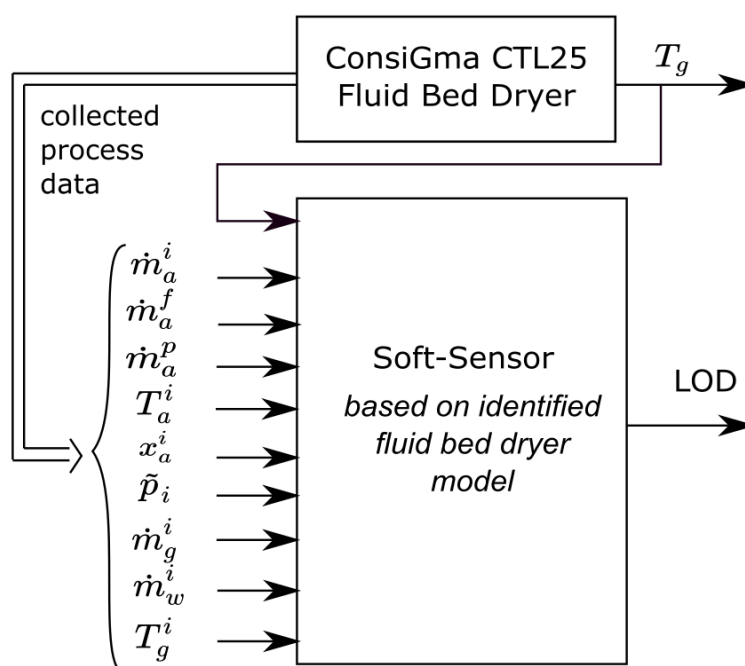 ConsiGma CTL25
Fluid Bed Dryer
T_g
collected
process
data
ṁ_a^i
ṁ_a^f
ṁ_a^p
T_a^i
x_a^i
p̃_i
ṁ_g^i
ṁ_w^i
T_g^i
Soft-Sensor
based on identified
fluid bed dryer
model
LOD